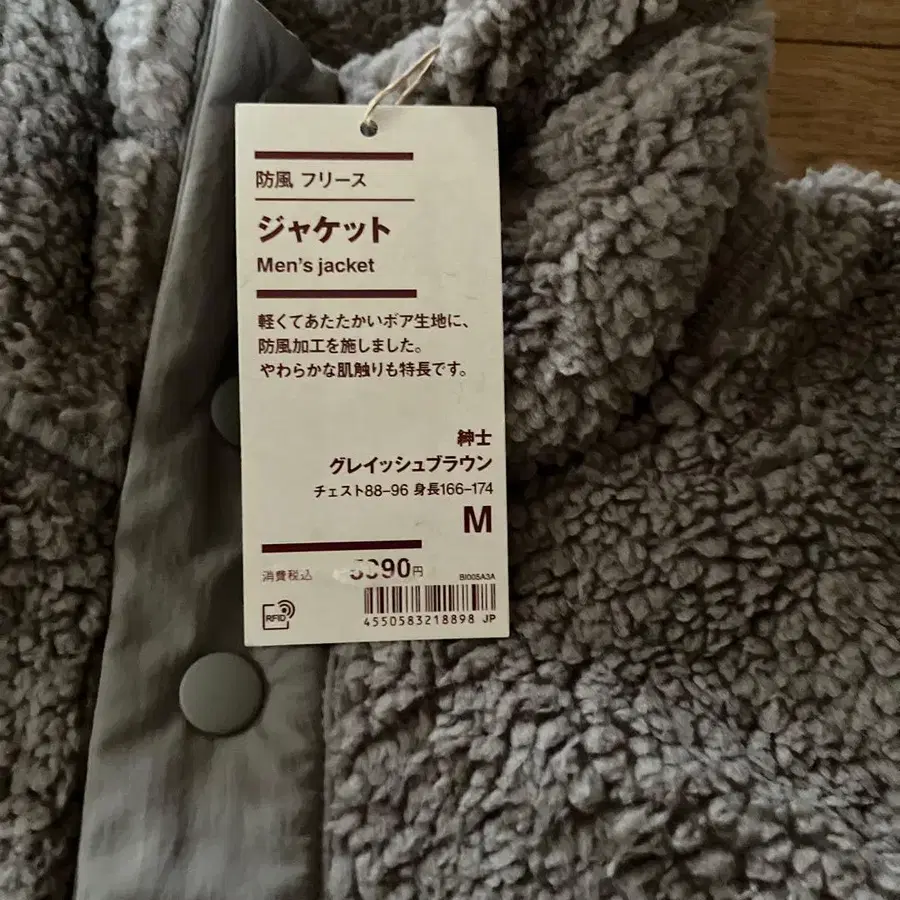 防風 フリース
ジャケット
Men's jacket
軽くてあたたかいボア生地に、
防風加工を施しました。
やわらかな肌触りも特長です。
紳士
グレイッシュブラウン
チェスト88-96 身長166-174
M
消費税込 円
BI005A3A
RFID
4550583218898 JP